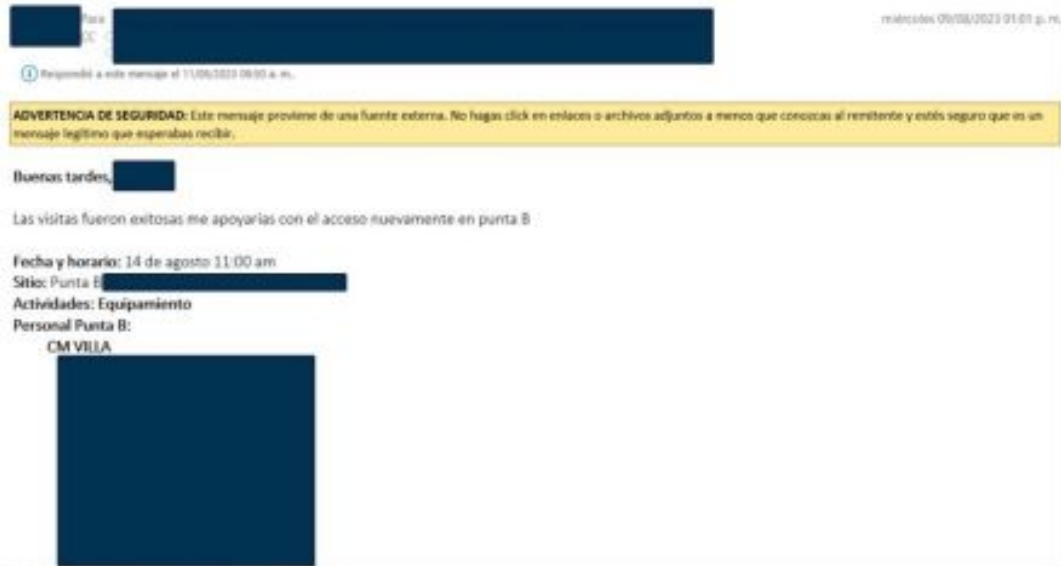 Para
CC
miércoles 09/08/2023 01:01 p. m.
Respondió a este mensaje el 11/08/2023 a. m..
ADVERTENCIA DE SEGURIDAD: Este mensaje proviene de una fuente externa. No hagas click en enlaces o archivos adjuntos a menos que conozcas al remitente y estés seguro que es un
mensaje legítimo que esperabas recibir.
Buenas tardes,
Las visitas fueron exitosas me apoyarias con el acceso nuevamente en punta B
Fecha y horario: 14 de agosto 11:00 am
Sitio: Punta B
Actividades: Equipamiento
Personal Punta B:
CM VILLA